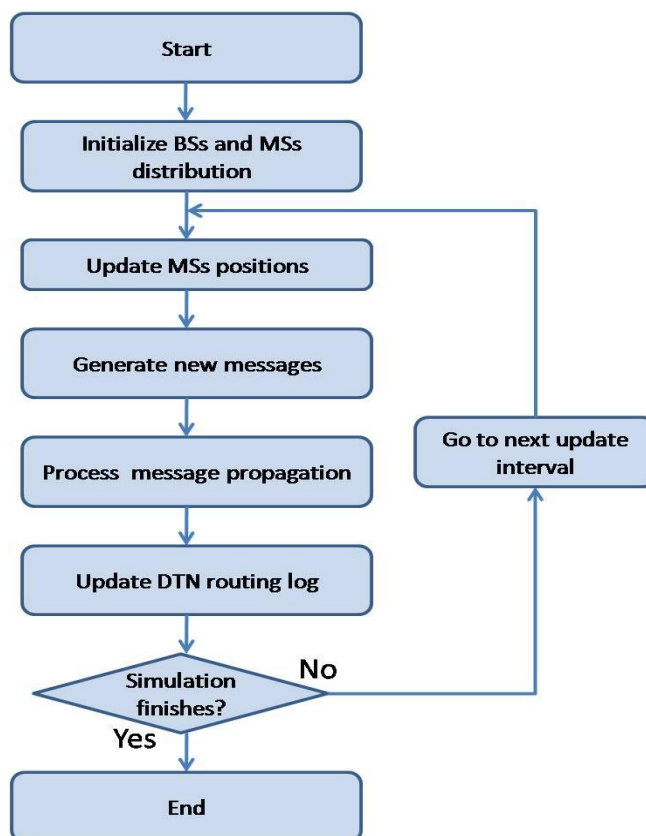 Start
Initialize BSs and MSs
distribution
Update MSs positions
Generate new messages
Process message propagation
Go to next update
interval
Update DTN routing log
No
Simulation
finishes?
Yes
End